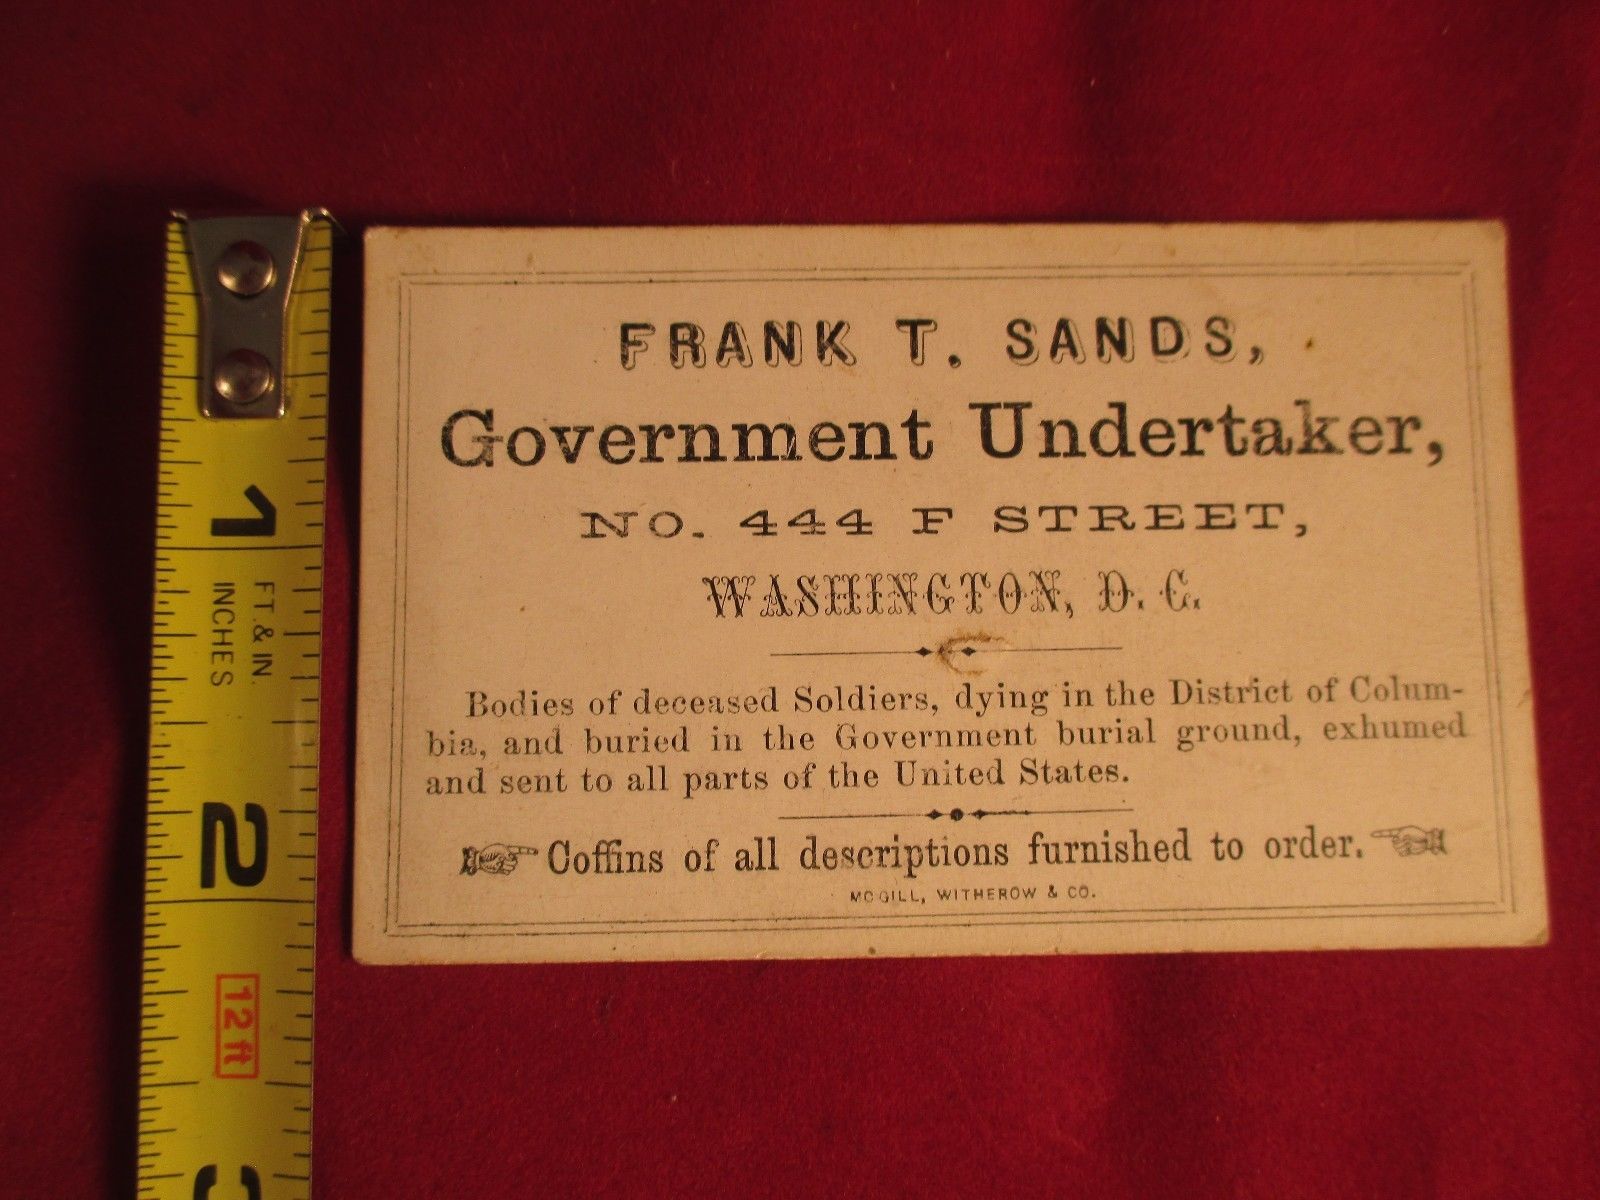 FRANK T. SANDS,
Government Undertaker,
NO. 444 F STREET,
WASHINGTON, D. C.
Bodies of deceased Soldiers, dying in the District of Colum-
bia, and buried in the Government burial ground, exhumed
and sent to all parts of the United States.
Coffins of all descriptions furnished to order.
MCGILL, WITHEROW & CO.
1
FT. & IN.
INCHES
2
12 ft
3